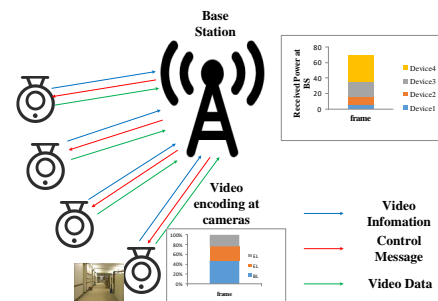 Base
Station
Received Power at
BS
80
60
40
20
0
frame
Device4
Device3
Device2
Device1
Video
encoding at
cameras
100%
80%
60%
40%
20%
0%
frame
EL
EL
BL
Video
Infomation
Control
Message
Video Data